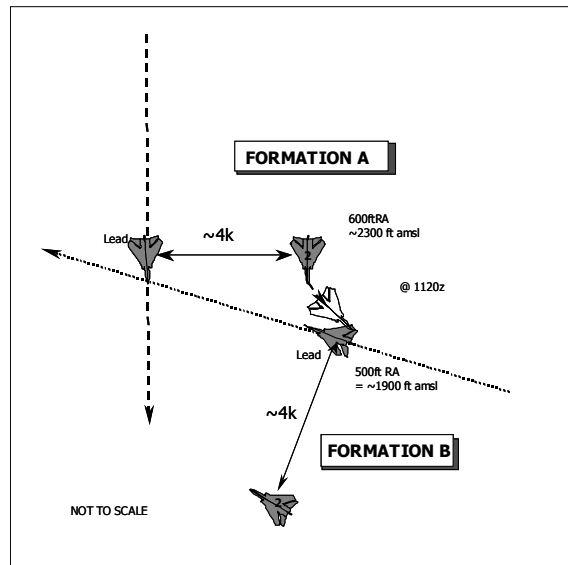 FORMATION A
Lead
~4k
2
600ftRA
~2300 ft amsl
@ 1120z
Lead
500ft RA
= ~1900 ft amsl
~4k
FORMATION B
2
NOT TO SCALE